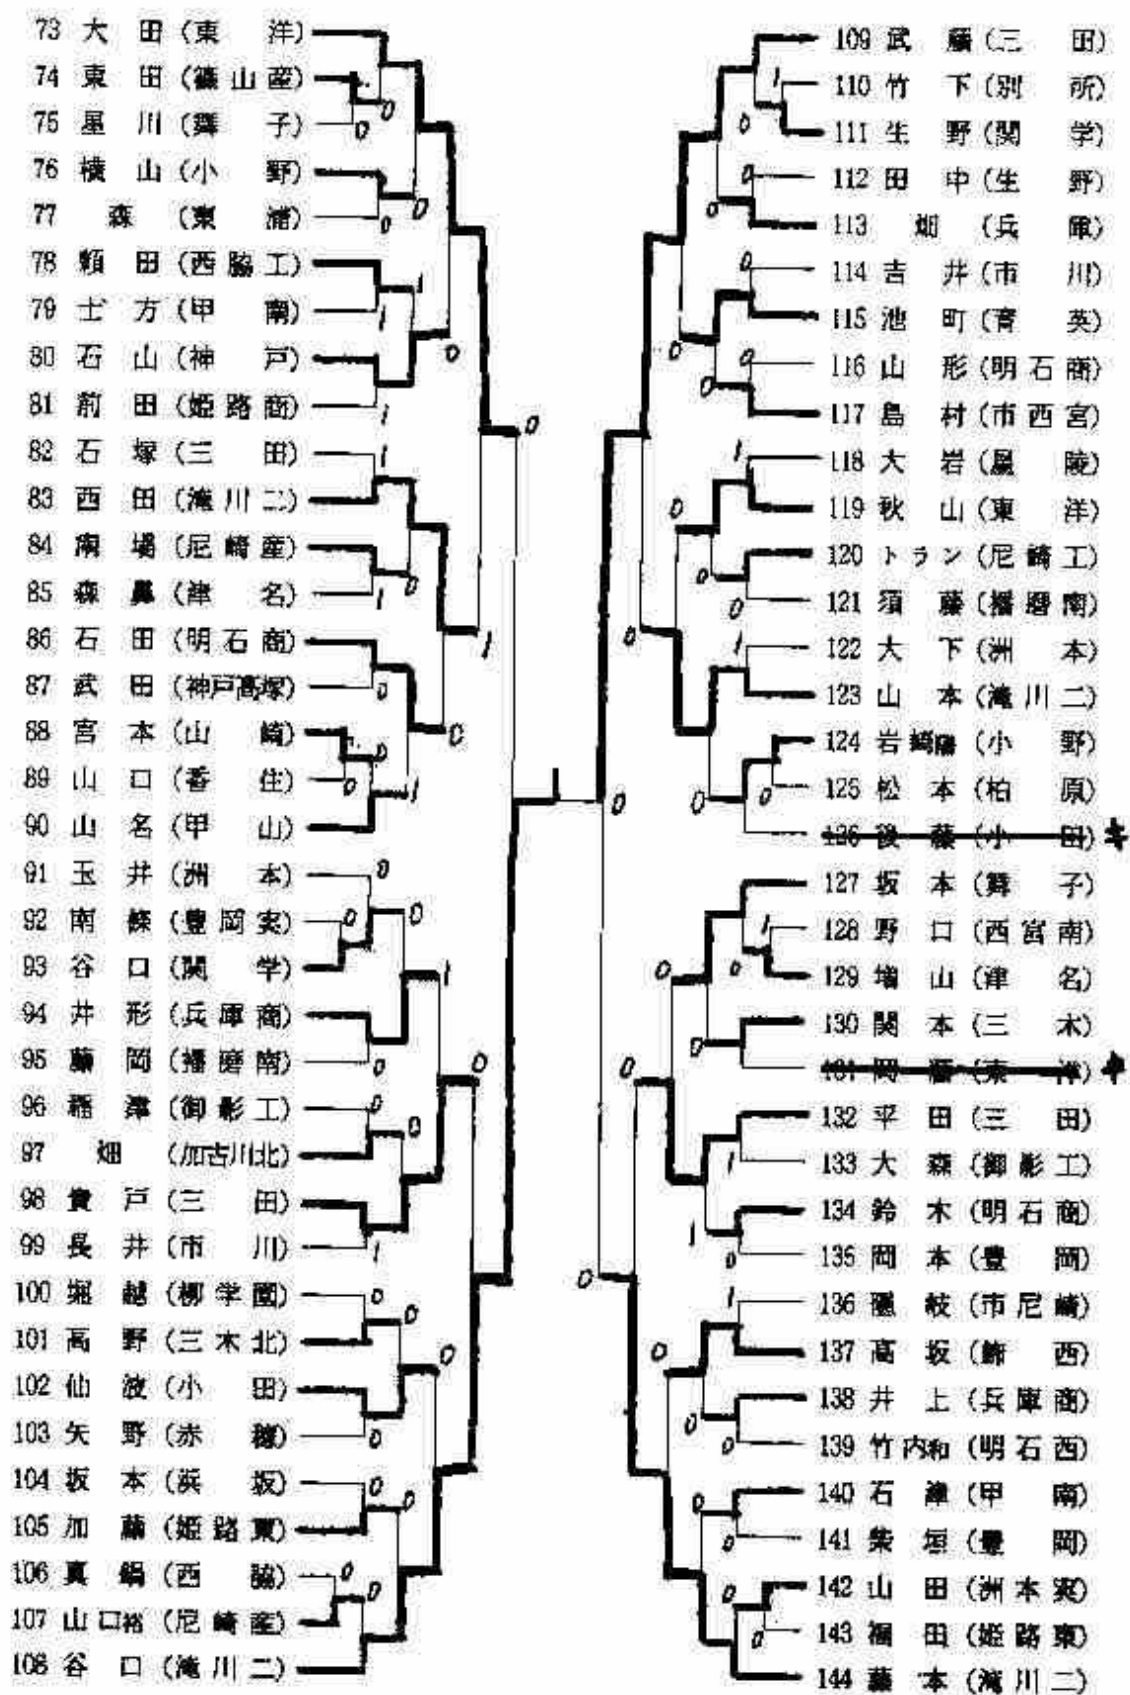 73 大田 (東洋)
74 東田 (篠山産)
75 星川 (舞子)
76 横山 (小野)
77 森 (東浦)
78 頼田 (西脇工)
79 土方 (甲南)
80 石山 (神戸)
81 前田 (姫路商)
82 石塚 (三田)
83 西田 (滝川二)
84 場 (尼崎産)
85 森鼻 (津名)
86 石田 (明石商)
87 武田 (神戸高塚)
88 宮本 (山崎)
89 山口 (香住)
90 山名 (甲山)
91 玉井 (洲本)
92 南條 (豊岡実)
93 谷口 (関学)
94 井形 (兵庫商)
95 藤岡 (播磨南)
96 稲津 (御影工)
97 畑 (加古川北)
98 貴戸 (三田)
99 長井 (市川)
100 堀越 (柳学園)
101 高野 (三木北)
102 仙波 (小田)
103 矢野 (赤穂)
104 坂本 (浜坂)
105 加藤 (姫路東)
106 真鍋 (西脇)
107 山口裕 (尼崎産)
108 谷口 (滝川二)
109 武藤 (三田)
110 竹下 (別所)
111 生野 (関学)
112 田中 (生野)
113 畑 (兵庫)
114 吉井 (市川)
115 池町 (育英)
116 山形 (明石商)
117 島村 (市西宮)
118 大岩 (星陵)
119 秋山 (東洋)
120 トラン (尼崎工)
121 須藤 (播磨南)
122 大下 (洲本)
123 山本 (滝川二)
124 岩崎 (小野)
125 松本 (柏原)
126 後藤 (小田)
127 坂本 (舞子)
128 野口 (西宮南)
129 増山 (津名)
130 関本 (三木)
131 (東洋)
132 平田 (三田)
133 大森 (御影工)
134 鈴木 (明石商)
135 岡本 (豊岡)
136 隠岐 (市尼崎)
137 高坂 (飾西)
138 井上 (兵庫商)
139 竹内和 (明石西)
140 石津 (甲南)
141 柴垣 (豊岡)
142 山田 (洲本実)
143 福田 (姫路東)
144 藤本 (滝川二)